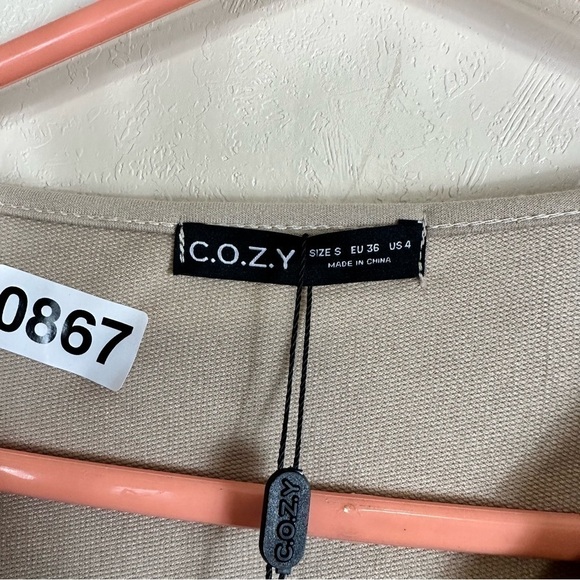 C.O.Z.Y
SIZE S EU 36 US 4
MADE IN CHINA
0867
C.O.Z.Y